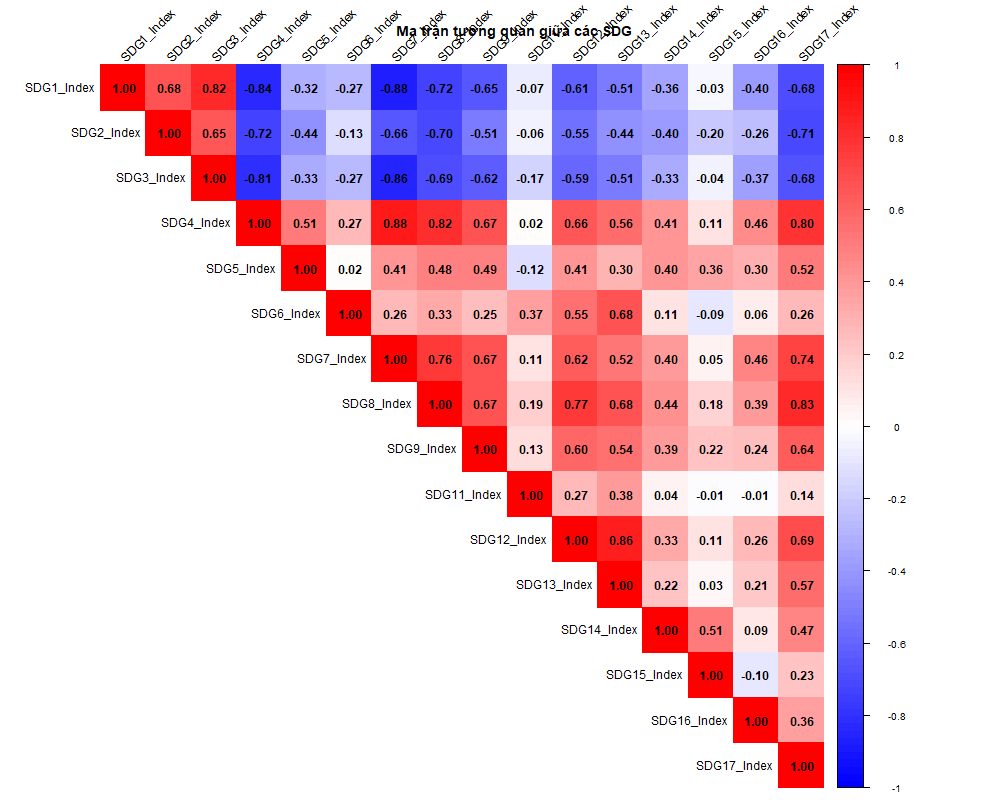 Ma trận tương quan giữa các SDG
SDG1_Index SDG2_Index SDG3_Index SDG4_Index SDG5_Index SDG6_Index SDG7_Index SDG8_Index SDG9_Index SDG11_Index SDG12_Index SDG13_Index SDG14_Index SDG15_Index SDG16_Index SDG17_Index
SDG1_Index 1.00 0.68 0.82 -0.84 -0.32 -0.27 -0.88 -0.72 -0.65 -0.07 -0.61 -0.51 -0.36 -0.03 -0.40 -0.68
SDG2_Index 1.00 0.65 -0.72 -0.44 -0.13 -0.66 -0.70 -0.51 -0.06 -0.55 -0.44 -0.40 -0.20 -0.26 -0.71
SDG3_Index 1.00 -0.81 -0.33 -0.27 -0.86 -0.69 -0.62 -0.17 -0.59 -0.51 -0.33 -0.04 -0.37 -0.68
SDG4_Index 1.00 0.51 0.27 0.88 0.82 0.67 0.02 0.66 0.56 0.41 0.11 0.46 0.80
SDG5_Index 1.00 0.02 0.41 0.48 0.49 -0.12 0.41 0.30 0.40 0.36 0.30 0.52
SDG6_Index 1.00 0.26 0.33 0.25 0.37 0.55 0.68 0.11 -0.09 0.06 0.26
SDG7_Index 1.00 0.76 0.67 0.11 0.62 0.52 0.40 0.05 0.46 0.74
SDG8_Index 1.00 0.67 0.19 0.77 0.68 0.44 0.18 0.39 0.83
SDG9_Index 1.00 0.13 0.60 0.54 0.39 0.22 0.24 0.64
SDG11_Index 1.00 0.27 0.38 0.04 -0.01 -0.01 0.14
SDG12_Index 1.00 0.86 0.33 0.11 0.26 0.69
SDG13_Index 1.00 0.22 0.03 0.21 0.57
SDG14_Index 1.00 0.51 0.09 0.47
SDG15_Index 1.00 -0.10 0.23
SDG16_Index 1.00 0.36
SDG17_Index 1.00
1
0.8
0.6
0.4
0.2
0
-0.2
-0.4
-0.6
-0.8
-1